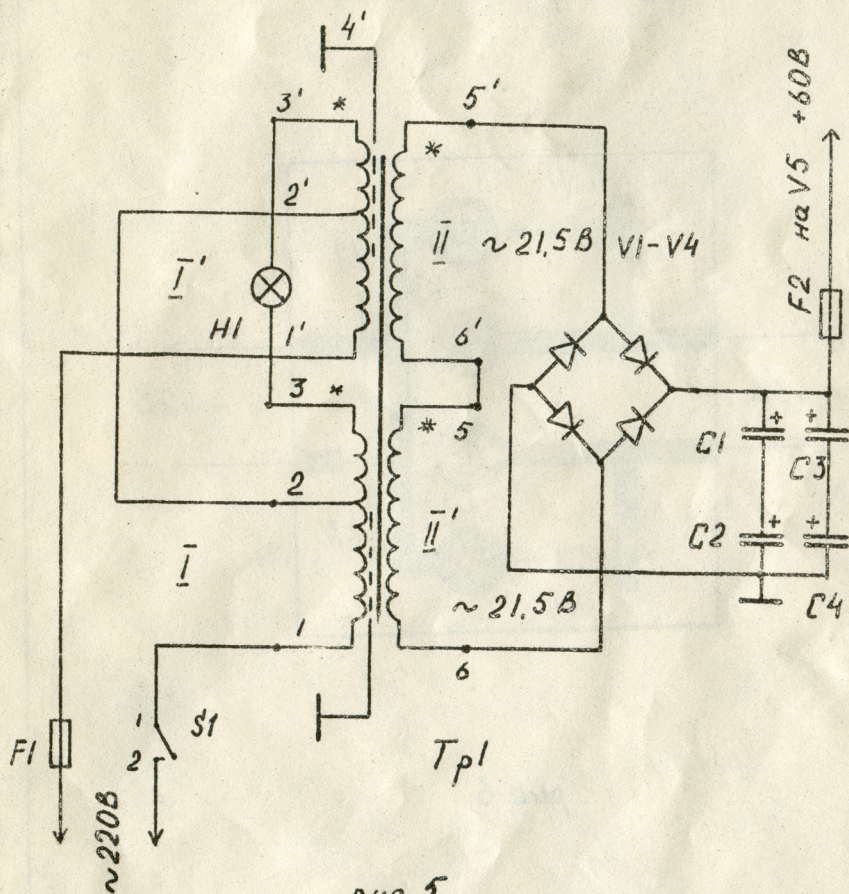 4'
3' *
5'
*
2'
II ~21,5В
V1-V4
I'
H1
1'
6'
3 *
* 5
2
II'
I
~21,5В
1
6
1
2
S1
F1
~220В
Тр1
F2 на V5 +60В
+
+
C1
C3
+
+
C2
C4
рис 5